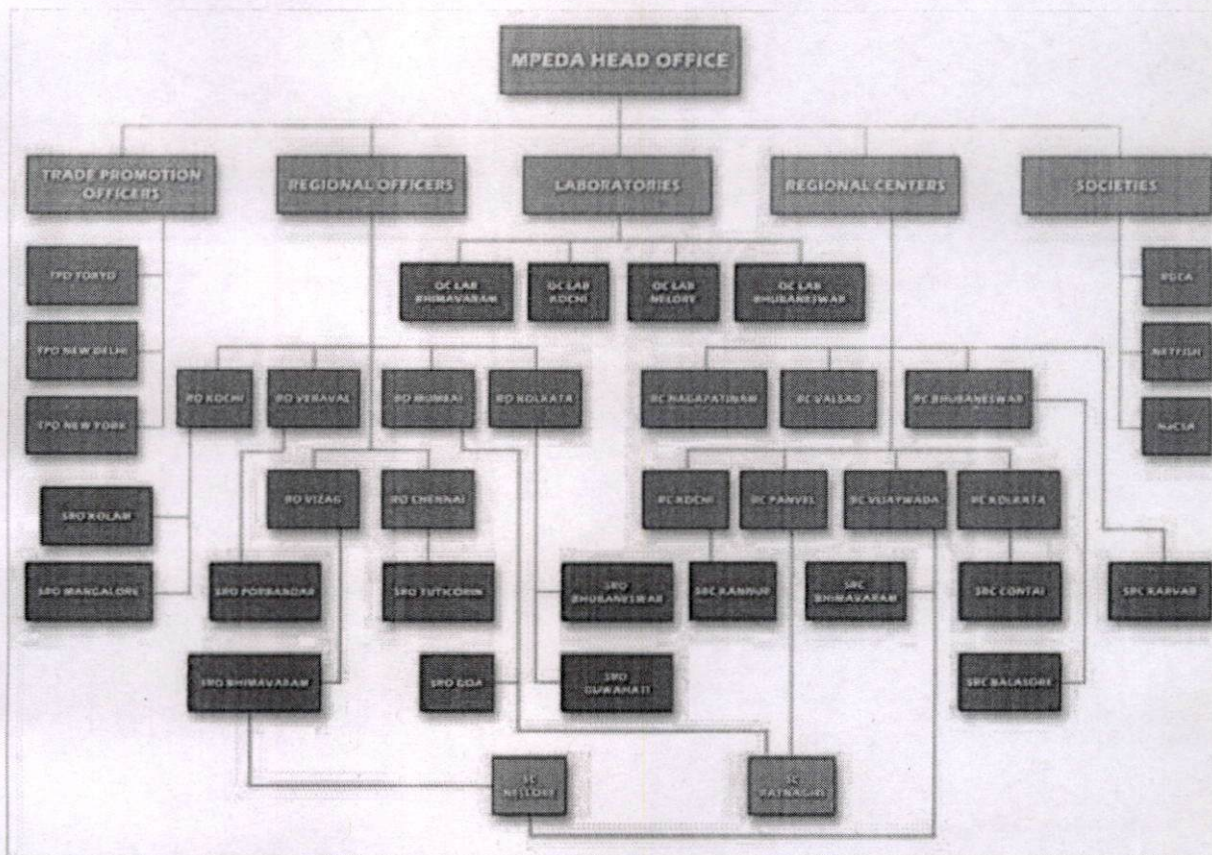 MPEDA HEAD OFFICE
TRADE PROMOTION
OFFICERS
REGIONAL OFFICERS
LABORATORIES
REGIONAL CENTERS
SOCIETIES
TPO TOKYO
TPO NEW DELHI
TPO NEW YORK
QC LAB
BHIMAVARAM
QC LAB
KOCHI
QC LAB
NELORE
QC LAB
BHUBANESWAR
RGCA
NETFISH
NaCSA
RO KOCHI
RO VERAVAL
RO MUMBAI
RO KOLKATA
RC NAGAPATINAM
RC VALSAD
RC BHUBANESWAR
RO VIZAG
RO CHENNAI
RC KOCHI
RC PANVEL
RC VIJAYWADA
RC KOLKATA
SRO KOLAM
SRO MANGALORE
SRO PORBANDAR
SRO TUTICORIN
SRO
BHUBANESWAR
SRC KANNUR
SRC
BHIMAVARAM
SRC CONTAI
SRC KARVAR
SRO BHIMAVARAM
SRO GOA
SRO
GUWAHATI
SRC BALASORE
SC
NELLORE
SC
RATNAGIRI